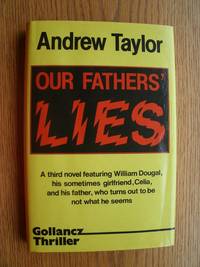 Andrew Taylor
OUR FATHERS'
LIES
A third novel featuring William Dougal,
his sometimes girlfriend, Celia,
and his father, who turns out to be
not what he seems
Gollancz
Thriller